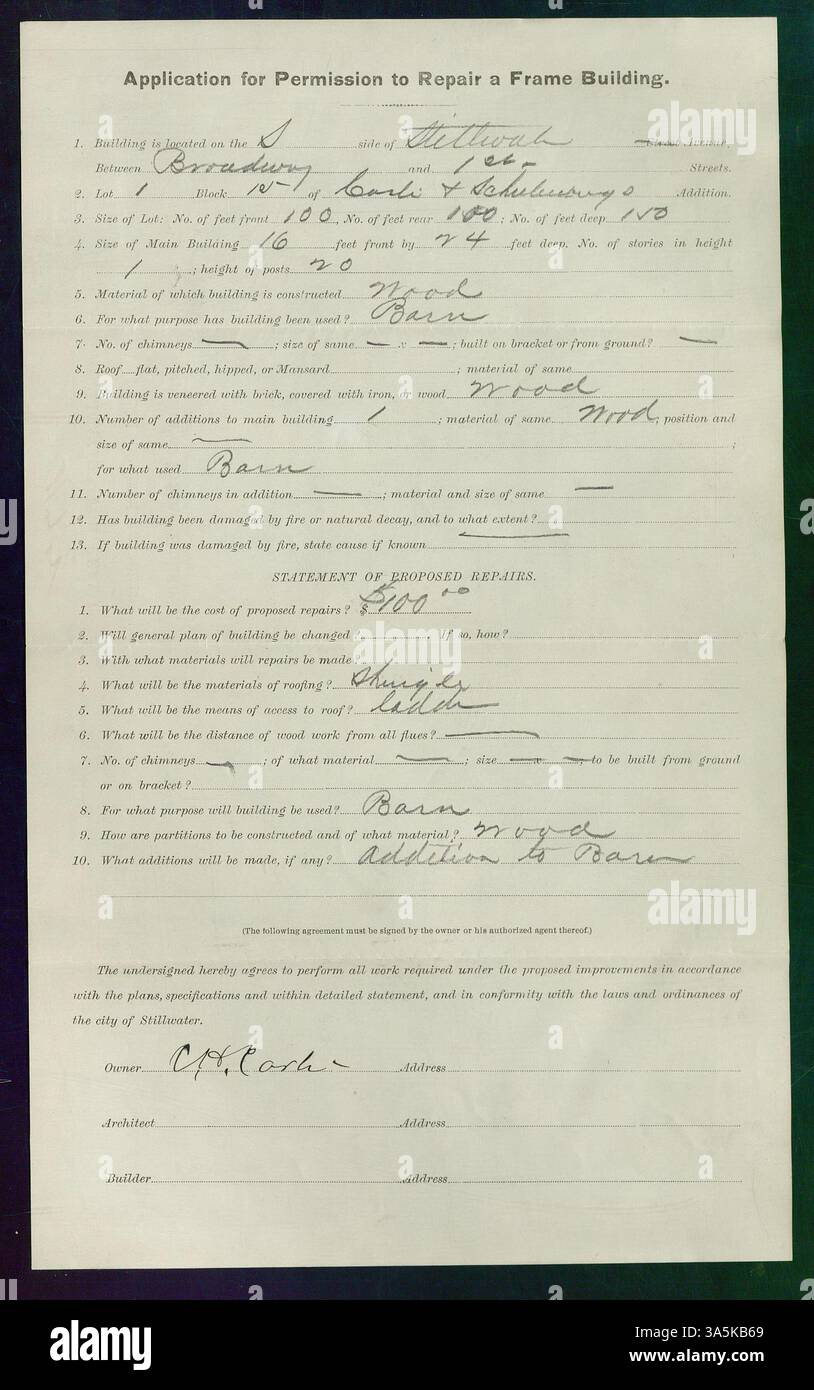 Application for Permission to Repair a Frame Building.
1. Building is located on the S side of Stillwater Avenue,
Between Broadway and 1st Streets.
2. Lot 1 Block 15 of Carli & Schulenburgs Addition.
3. Size of Lot: No. of feet front 100, No. of feet rear 100; No. of feet deep 150
4. Size of Main Building 16 feet front by 24 feet deep. No. of stories in height
1; height of posts 20
5. Material of which building is constructed Wood
6. For what purpose has building been used? Barn
7. No. of chimneys —; size of same — x —; built on bracket or from ground? —
8. Roof flat, pitched, hipped, or Mansard ; material of same
9. Building is veneered with brick, covered with iron, or wood Wood
10. Number of additions to main building 1; material of same Wood; position and
size of same — ;
for what used Barn
11. Number of chimneys in addition —; material and size of same —
12. Has building been damaged by fire or natural decay, and to what extent?
13. If building was damaged by fire, state cause if known —
STATEMENT OF PROPOSED REPAIRS.
1. What will be the cost of proposed repairs? $ $100 00
2. Will general plan of building be changed? If so, how?
3. With what materials will repairs be made?
4. What will be the materials of roofing? Shingle
5. What will be the means of access to roof? ladder
6. What will be the distance of wood work from all flues? —
7. No. of chimneys —; of what material —; size — x —; to be built from ground
or on bracket?
8. For what purpose will building be used? Barn
9. How are partitions to be constructed and of what material? Wood
10. What additions will be made, if any? addition to Barn
(The following agreement must be signed by the owner or his authorized agent thereof.)
The undersigned hereby agrees to perform all work required under the proposed improvements in accordance
with the plans, specifications and within detailed statement, and in conformity with the laws and ordinances of
the city of Stillwater.
Owner C.H. Carli Address
Architect Address
Builder Address
alamy
alamy
Image ID: 3A5KB69
www.alamy.com